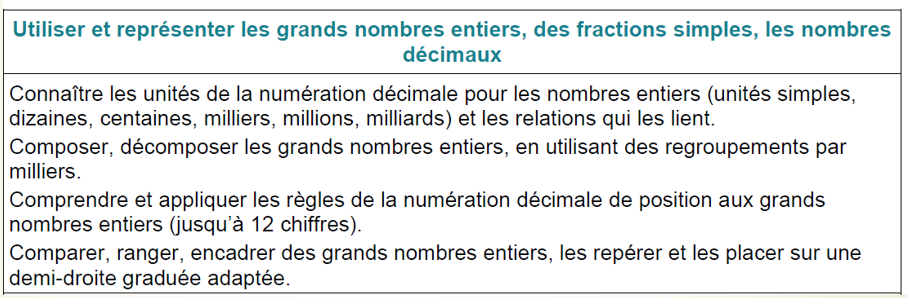 Utiliser et représenter les grands nombres entiers, des fractions simples, les nombres
décimaux
Connaître les unités de la numération décimale pour les nombres entiers (unités simples,
dizaines, centaines, milliers, millions, milliards) et les relations qui les lient.
Composer, décomposer les grands nombres entiers, en utilisant des regroupements par
milliers.
Comprendre et appliquer les règles de la numération décimale de position aux grands
nombres entiers (jusqu’à 12 chiffres).
Comparer, ranger, encadrer des grands nombres entiers, les repérer et les placer sur une
demi-droite graduée adaptée.